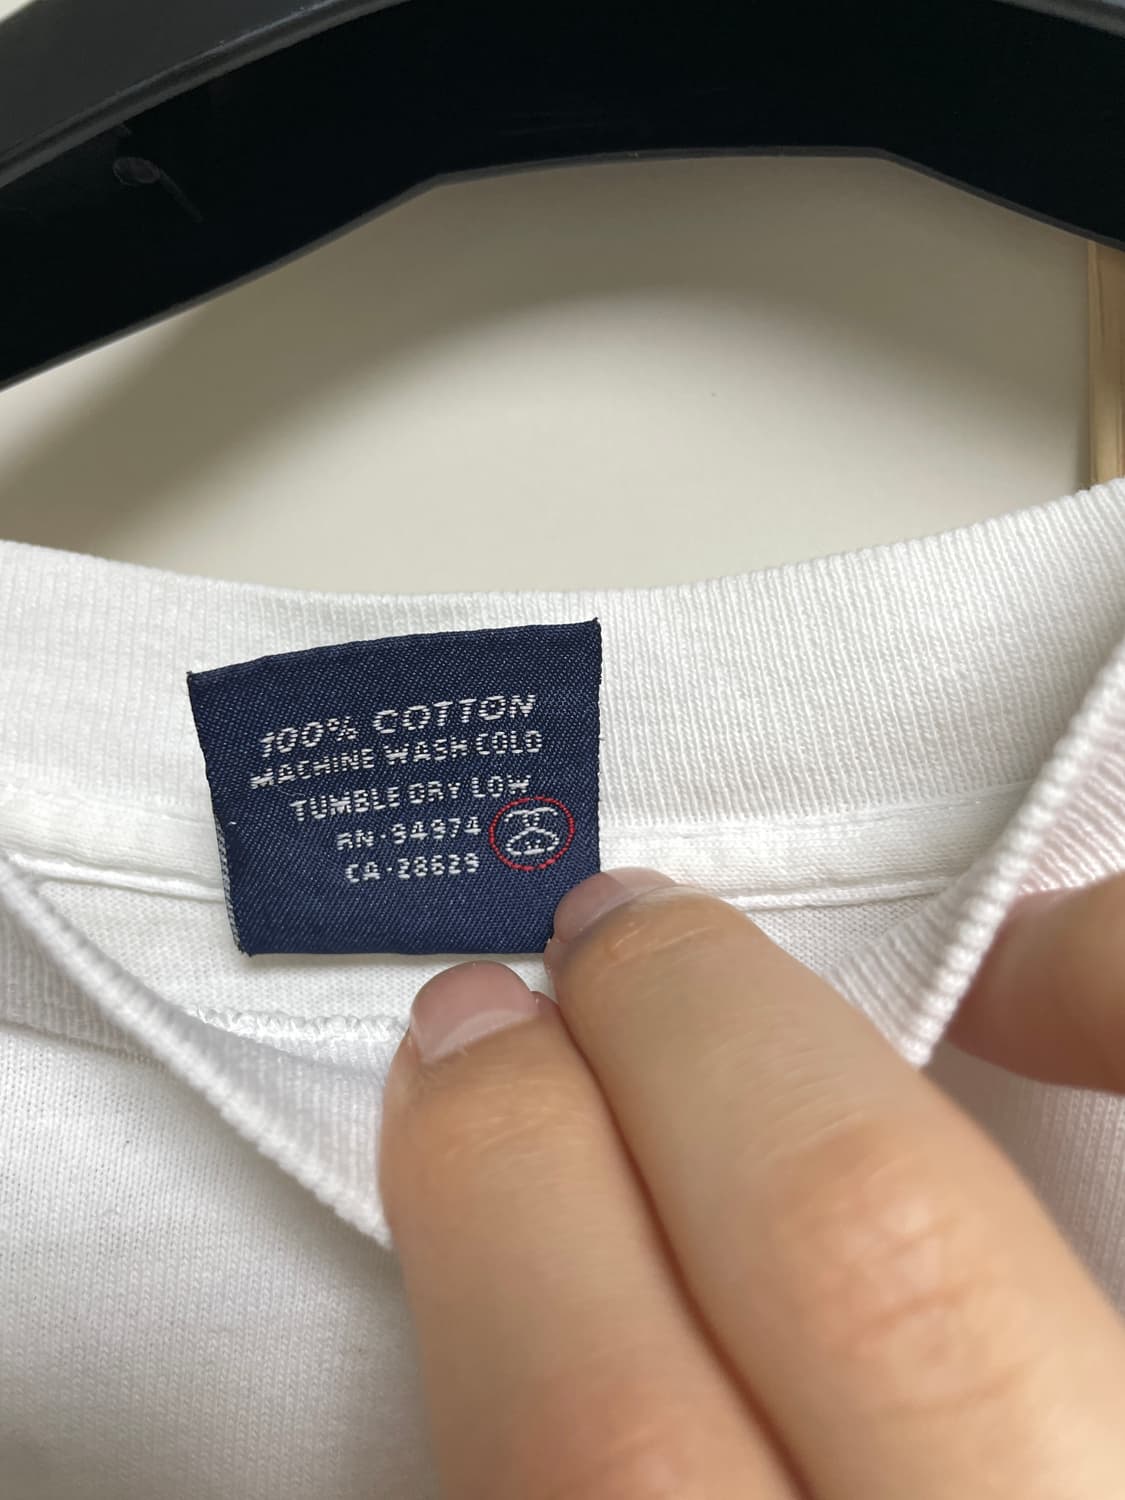 100% COTTON
MACHINE WASH COLD
TUMBLE DRY LOW
RN·94974
CA·28629